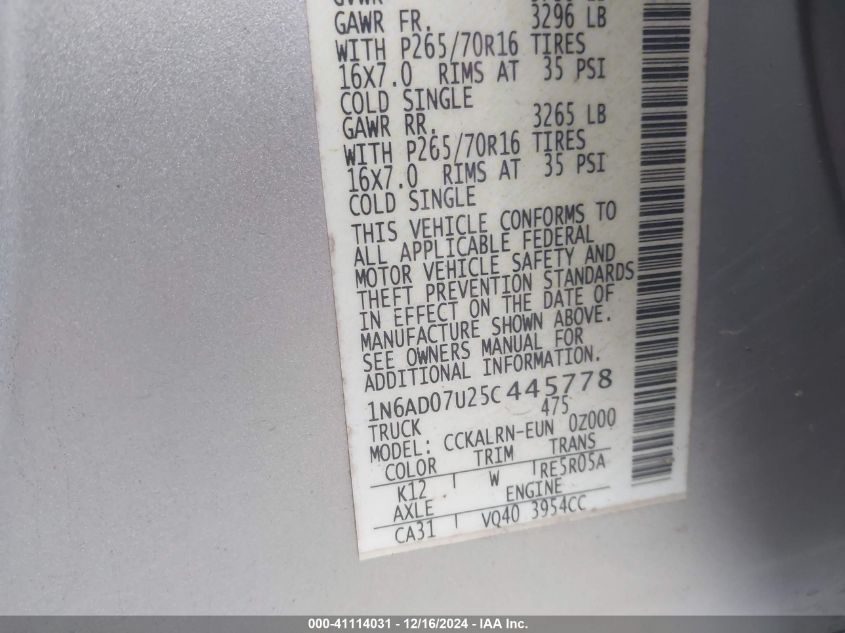 GVWR
GAWR FR. 3296 LB
WITH P265/70R16 TIRES
16X7.0 RIMS AT 35 PSI
COLD SINGLE
GAWR RR. 3265 LB
WITH P265/70R16 TIRES
16X7.0 RIMS AT 35 PSI
COLD SINGLE
THIS VEHICLE CONFORMS TO
ALL APPLICABLE FEDERAL
MOTOR VEHICLE SAFETY AND
THEFT PREVENTION STANDARDS
IN EFFECT ON THE DATE OF
MANUFACTURE SHOWN ABOVE.
SEE OWNERS MANUAL FOR
ADDITIONAL INFORMATION.
1N6AD07U25C445778
TRUCK 475
MODEL: CCKALRN-EUN 0Z000
COLOR TRIM TRANS
K12 W RE5R05A
AXLE ENGINE
CA31 VQ40 3954CC
000-41114031 - 12/16/2024 - IAA Inc.